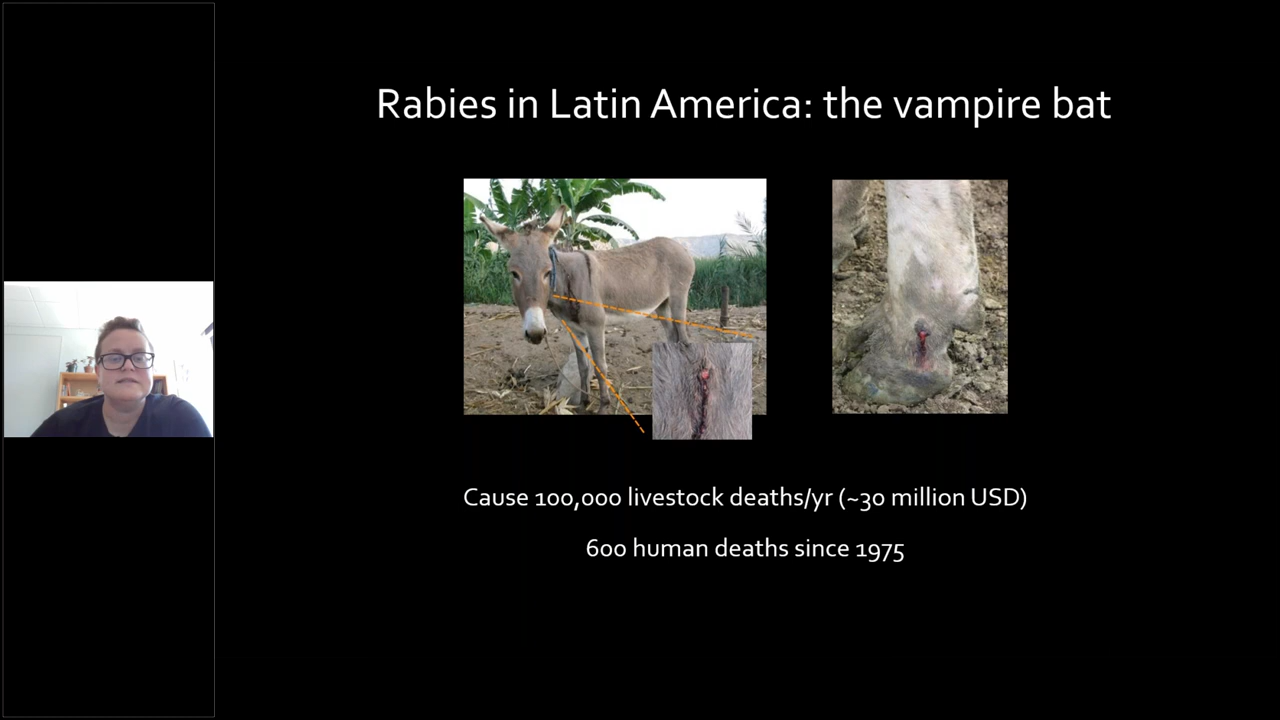 Rabies in Latin America: the vampire bat
Cause 100,000 livestock deaths/yr (~30 million USD)
600 human deaths since 1975